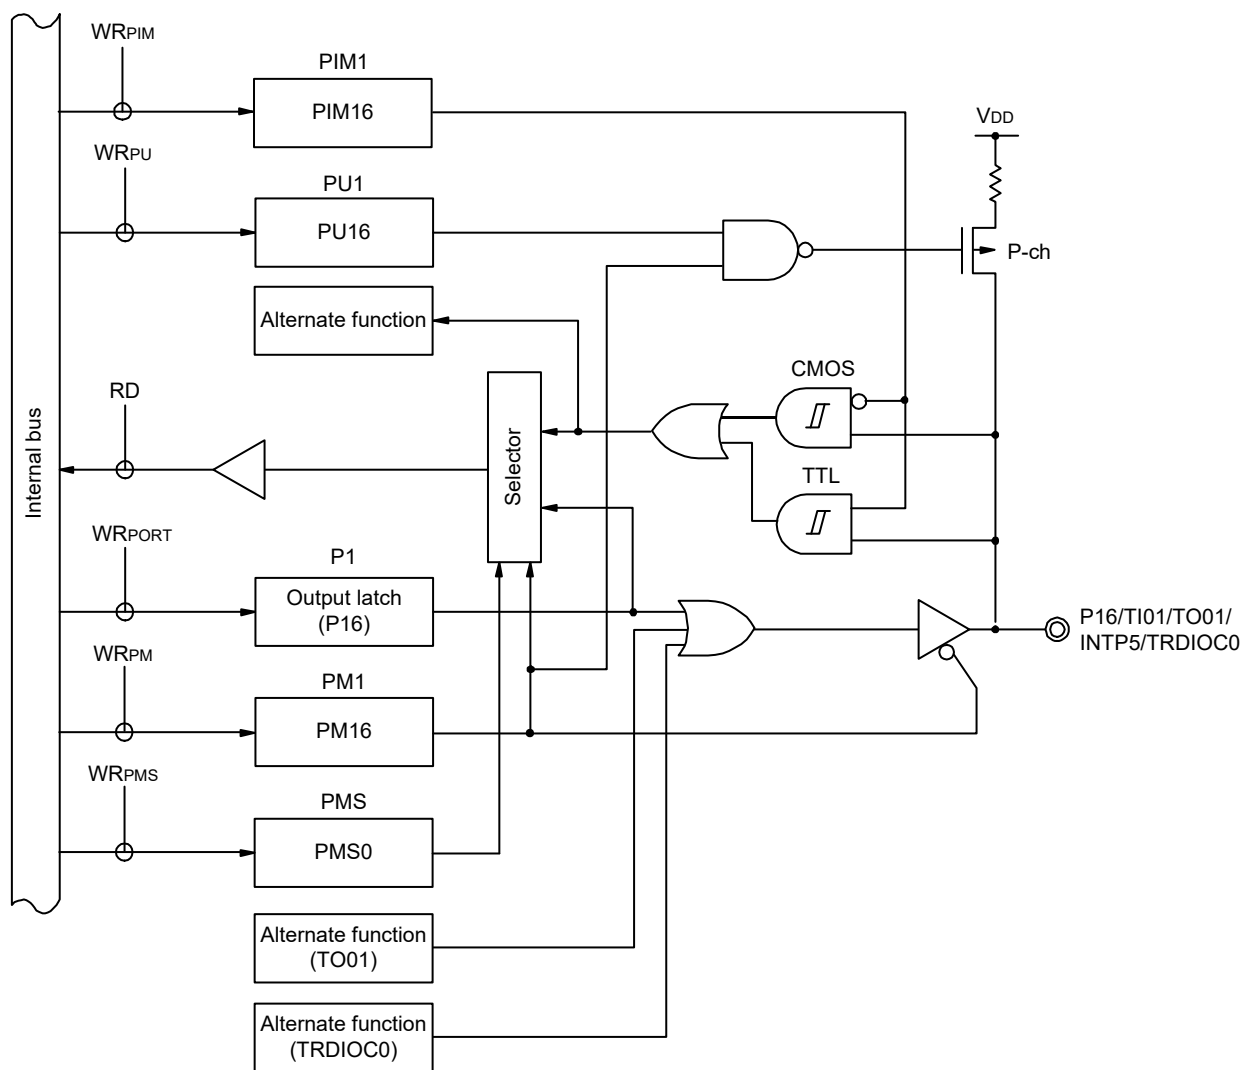 WRPIM
PIM1
PIM16
VDD
WRPU
PU1
PU16
P-ch
Alternate function
CMOS
RD
Selector
Internal bus
TTL
WRPORT
P1
Output latch
(P16)
P16/TI01/TO01/
INTP5/TRDIOC0
WRPM
PM1
PM16
WRPMS
PMS
PMS0
Alternate function
(TO01)
Alternate function
(TRDIOC0)